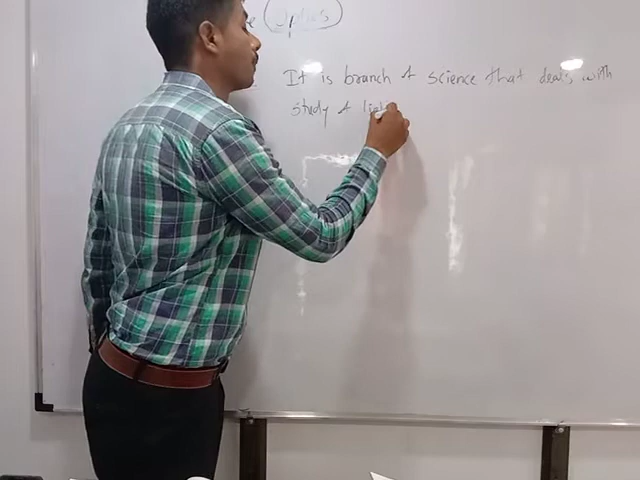 Optics
It is branch of science that deals with
study of light